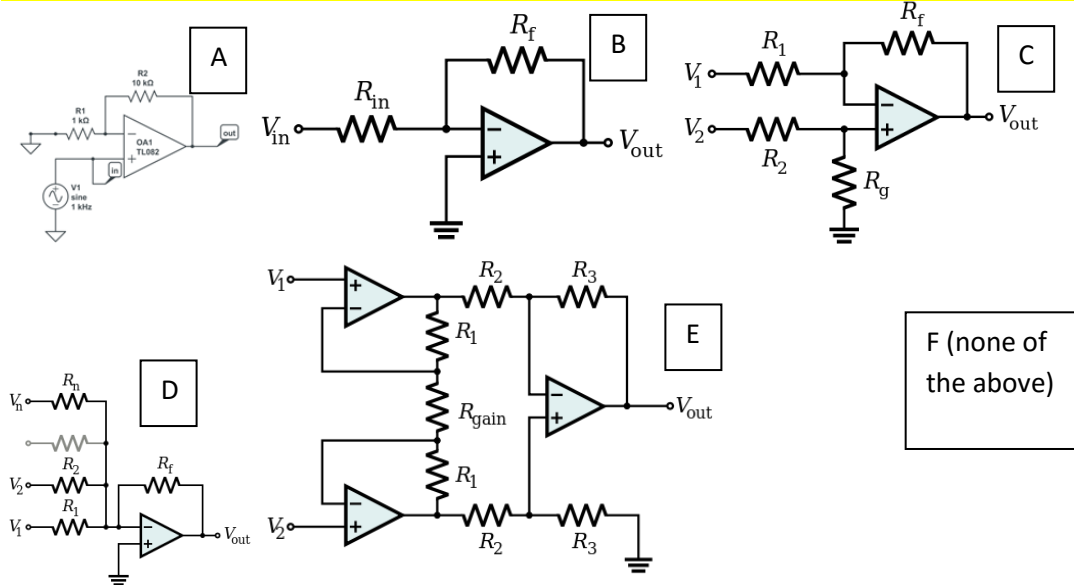 A
R2
10 kΩ
R1
1 kΩ
−
+
OA1
TL082
out
in
V1
sine
1 kHz
B
Rf
Rin
Vin
−
+
Vout
C
Rf
R1
V1
−
+
V2
R2
Vout
Rg
D
Rn
Vn
R2
V2
Rf
R1
V1
−
+
Vout
E
V1
+
−
R2
R3
R1
Rgain
R1
−
+
Vout
−
+
V2
R2
R3
F (none of
the above)